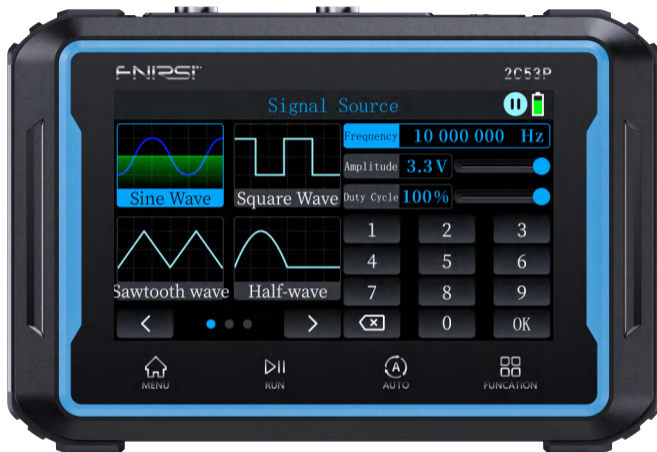 FNIRSI
2C53P
Signal Source
Frequency 10 000 000 Hz
Amplitude 3.3V
Duty Cycle 100%
Sine Wave
Square Wave
Sawtooth wave
Half-wave
1 2 3
4 5 6
7 8 9
0 OK
MENU
RUN
A
AUTO
FUNCATION